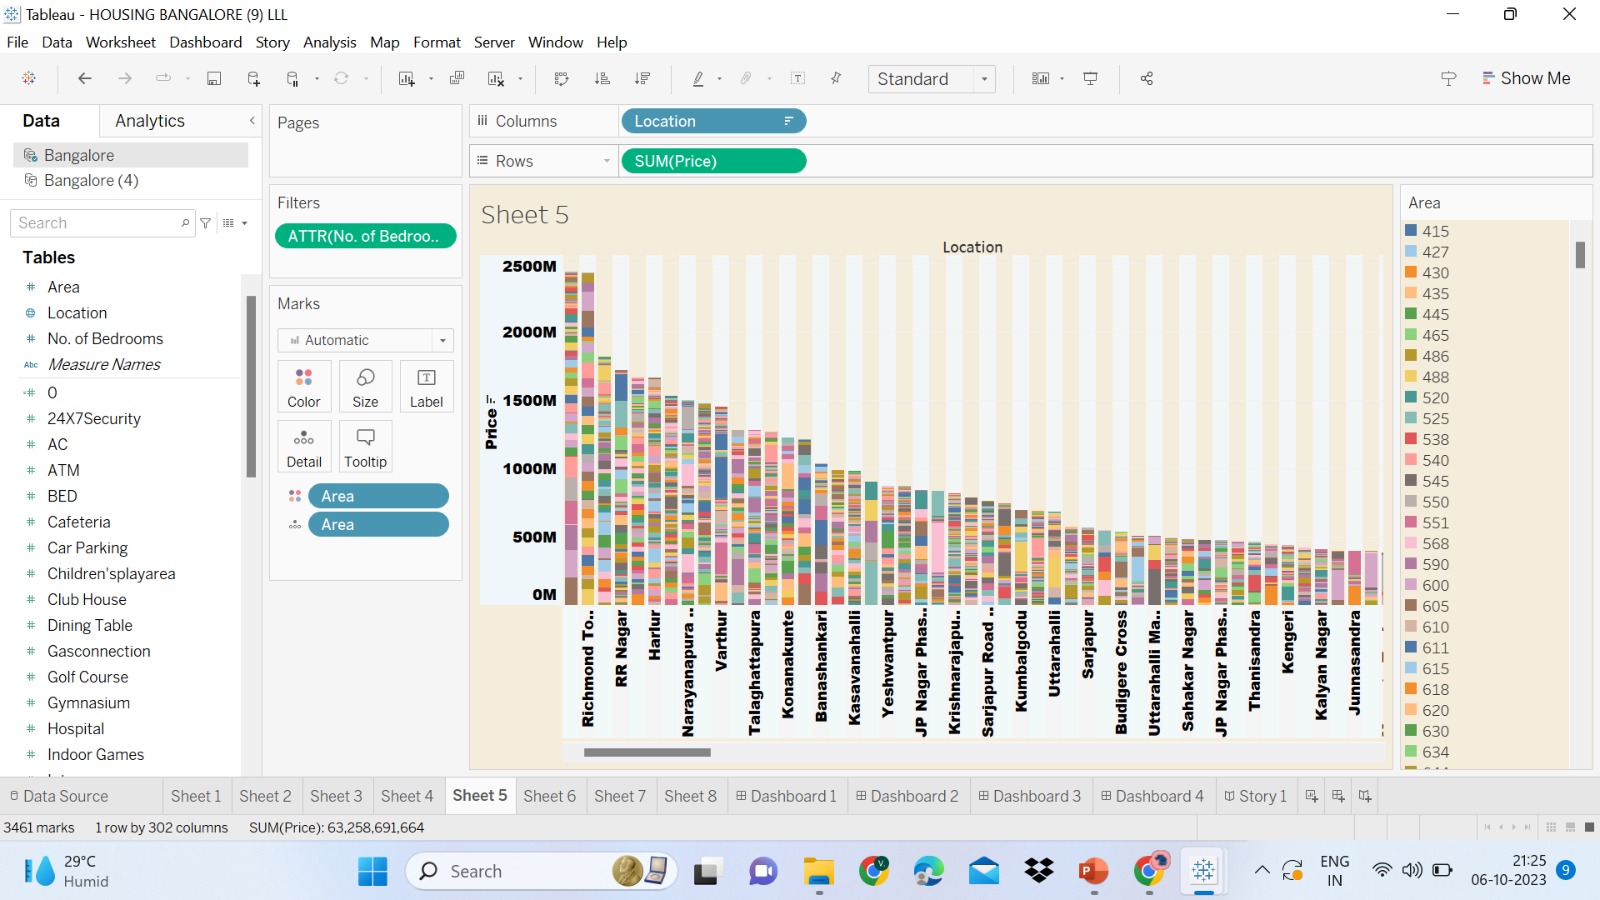 Tableau - HOUSING BANGALORE (9) LLL
File Data Worksheet Dashboard Story Analysis Map Format Server Window Help
Standard
Show Me
Data Analytics
Bangalore
Bangalore (4)
Search
Tables
# Area
Location
# No. of Bedrooms
Abc Measure Names
# 0
# 24X7Security
# AC
# ATM
# BED
# Cafeteria
# Car Parking
# Children'splayarea
# Club House
# Dining Table
# Gasconnection
# Golf Course
# Gymnasium
# Hospital
# Indoor Games
Pages
Filters
ATTR(No. of Bedroo..
Marks
Automatic
Color Size Label
Detail Tooltip
Area
Area
Columns Location
Rows SUM(Price)
Sheet 5
Location
Price
2500M
2000M
1500M
1000M
500M
0M
Richmond To..
RR Nagar
Harlur
Narayanapura ..
Varthur
Talaghattapura
Konanakunte
Banashankari
Kasavanahalli
Yeshwantpur
JP Nagar Phas..
Krishnarajapu..
Sarjapur Road ..
Kumbalgodu
Uttarahalli
Sarjapur
Budigere Cross
Uttarahalli Ma..
Sahakar Nagar
JP Nagar Phas..
Thanisandra
Kengeri
Kalyan Nagar
Junnasandra
Area
415
427
430
435
445
465
486
488
520
525
538
540
545
550
551
568
590
600
605
610
611
615
618
620
630
634
Data Source Sheet 1 Sheet 2 Sheet 3 Sheet 4 Sheet 5 Sheet 6 Sheet 7 Sheet 8 Dashboard 1 Dashboard 2 Dashboard 3 Dashboard 4 Story 1
3461 marks 1 row by 302 columns SUM(Price): 63,258,691,664
29°C
Humid
Search
ENG
IN
21:25
06-10-2023
9